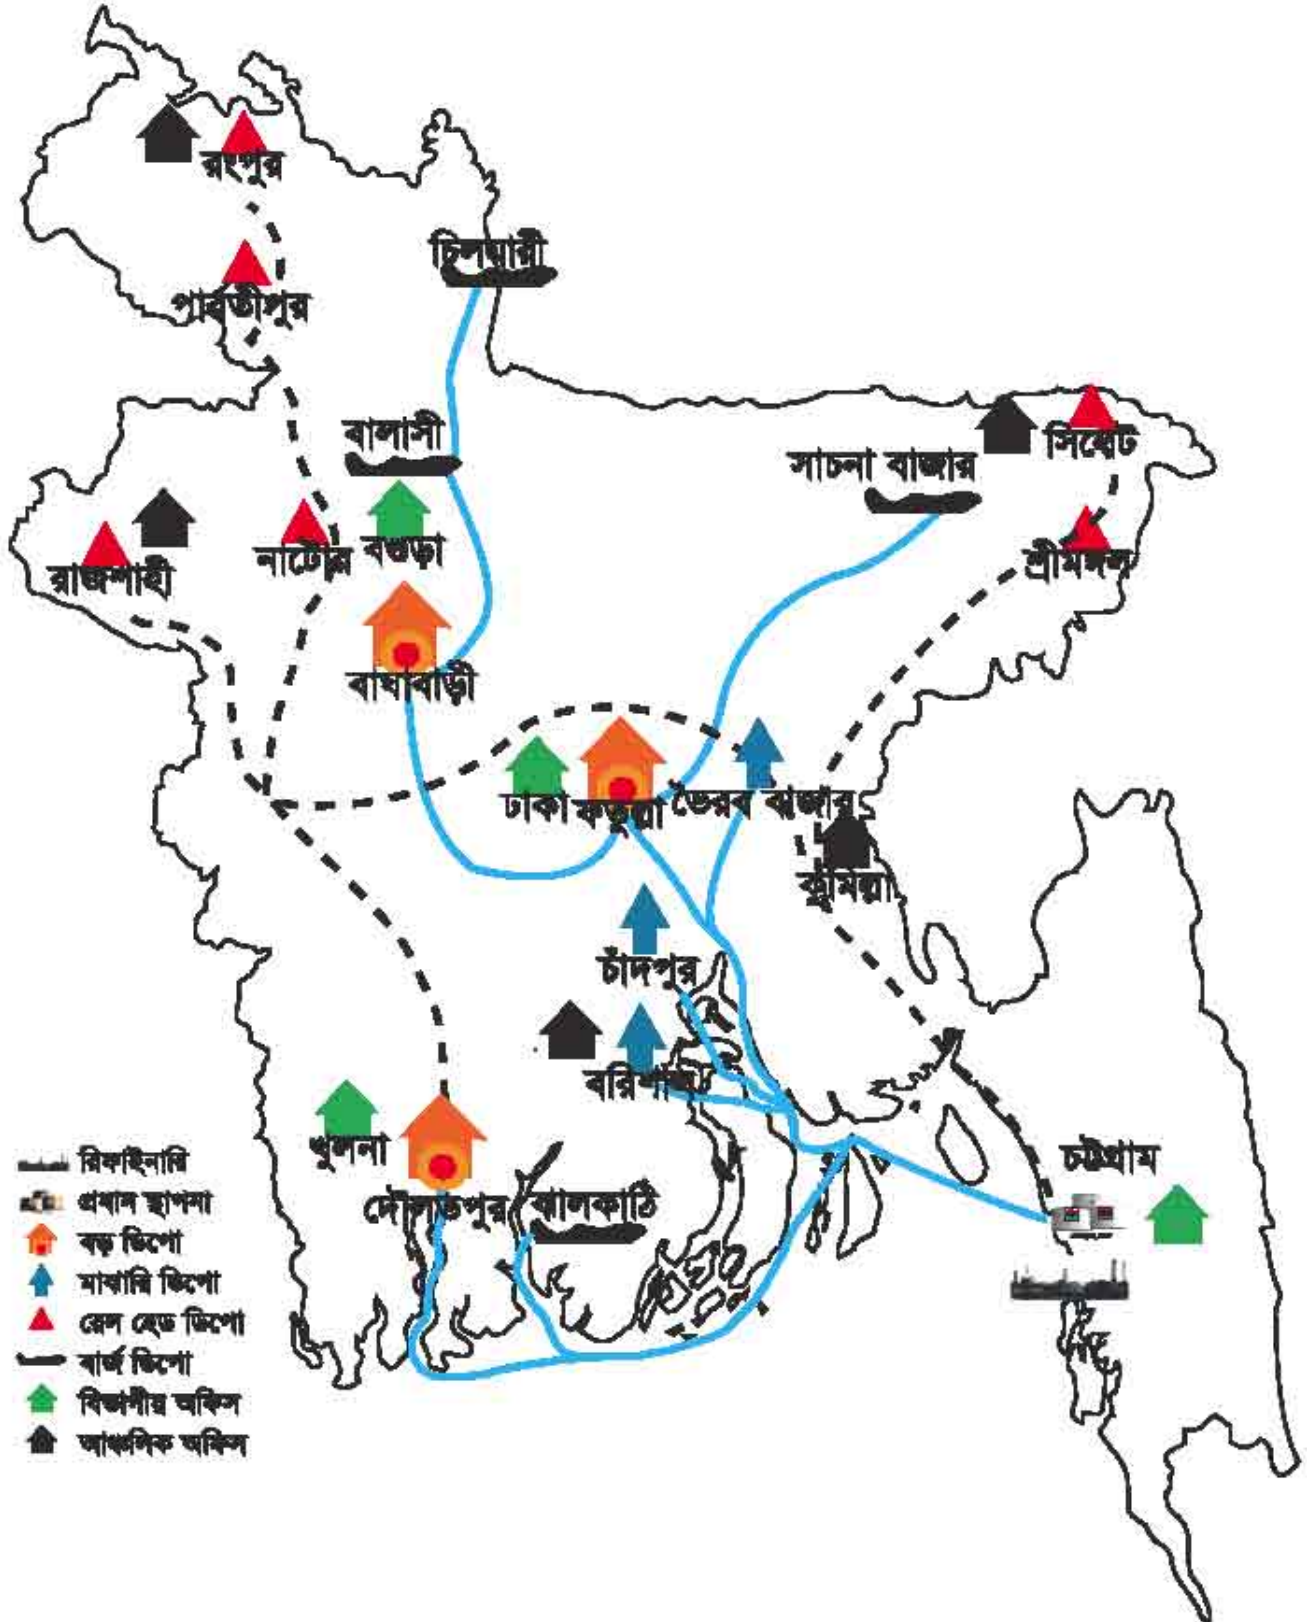 রংপুর
চিলমারী
পার্বতীপুর
বালাসী
সিলেট
সাচনা বাজার
নাটোর
বগুড়া
শ্রীমঙ্গল
রাজশাহী
বাঘাবাড়ী
ঢাকা
ফতুল্লা
ভৈরব বাজার
কুমিল্লা
চাঁদপুর
বরিশাল
খুলনা
চট্টগ্রাম
দৌলতপুর
ঝালকাঠি
রিফাইনারি
প্রধান স্থাপনা
বড় ডিপো
মাঝারি ডিপো
রেল হেড ডিপো
বার্জ ডিপো
বিভাগীয় অফিস
আঞ্চলিক অফিস